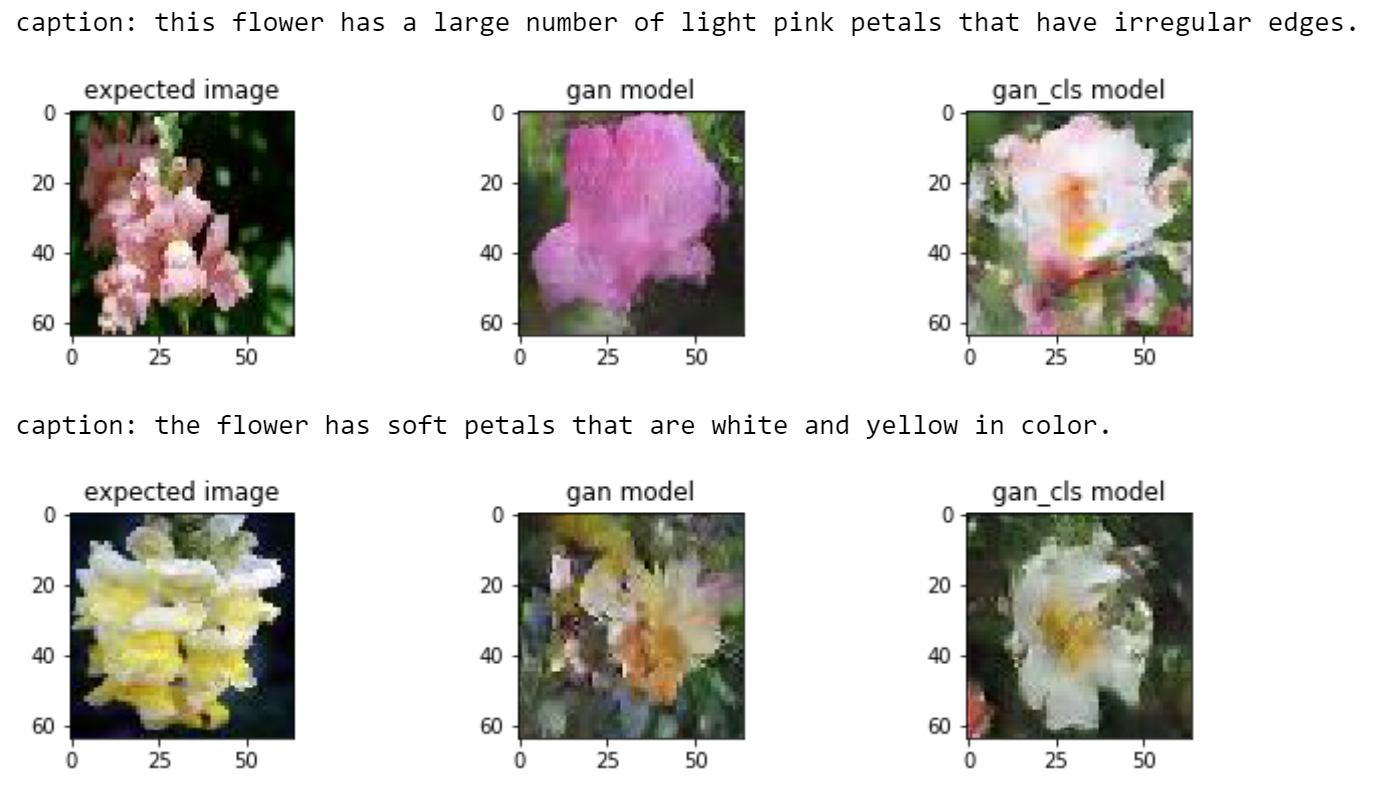 caption: this flower has a large number of light pink petals that have irregular edges.
expected image gan model gan_cls model
0 0 0
20 20 20
40 40 40
60 60 60
0 25 50 0 25 50 0 25 50
caption: the flower has soft petals that are white and yellow in color.
expected image gan model gan_cls model
0 0 0
20 20 20
40 40 40
60 60 60
0 25 50 0 25 50 0 25 50